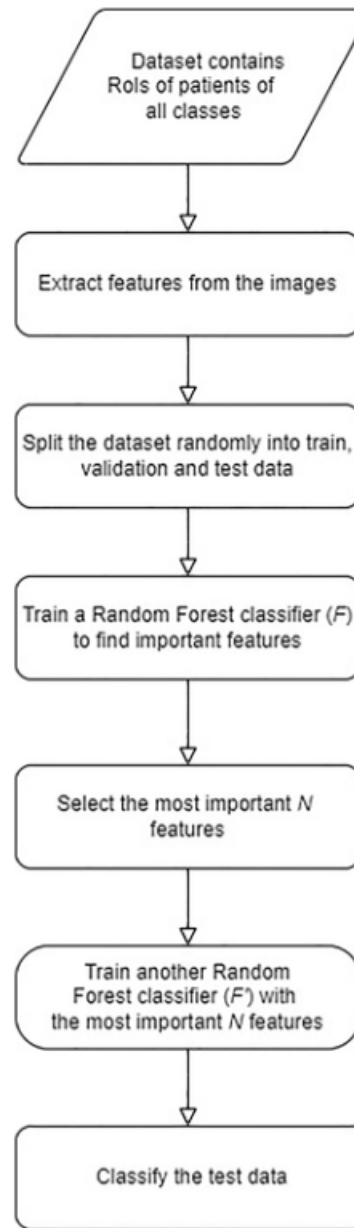 Dataset contains
RoIs of patients of
all classes
Extract features from the images
Split the dataset randomly into train,
validation and test data
Train a Random Forest classifier (F)
to find important features
Select the most important N
features
Train another Random
Forest classifier (F') with
the most important N features
Classify the test data